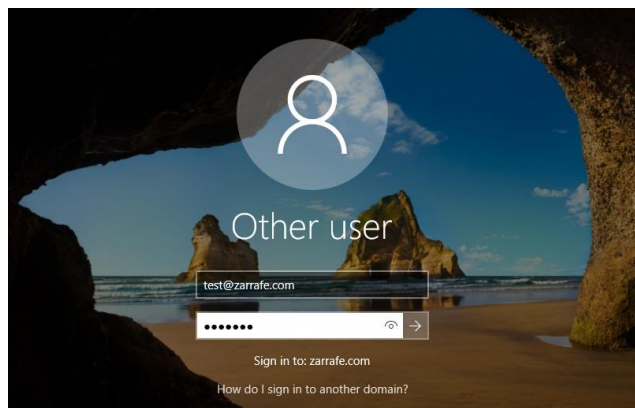 Other user
test@zarrafe.com
•••••••
Sign in to: zarrafe.com
How do I sign in to another domain?